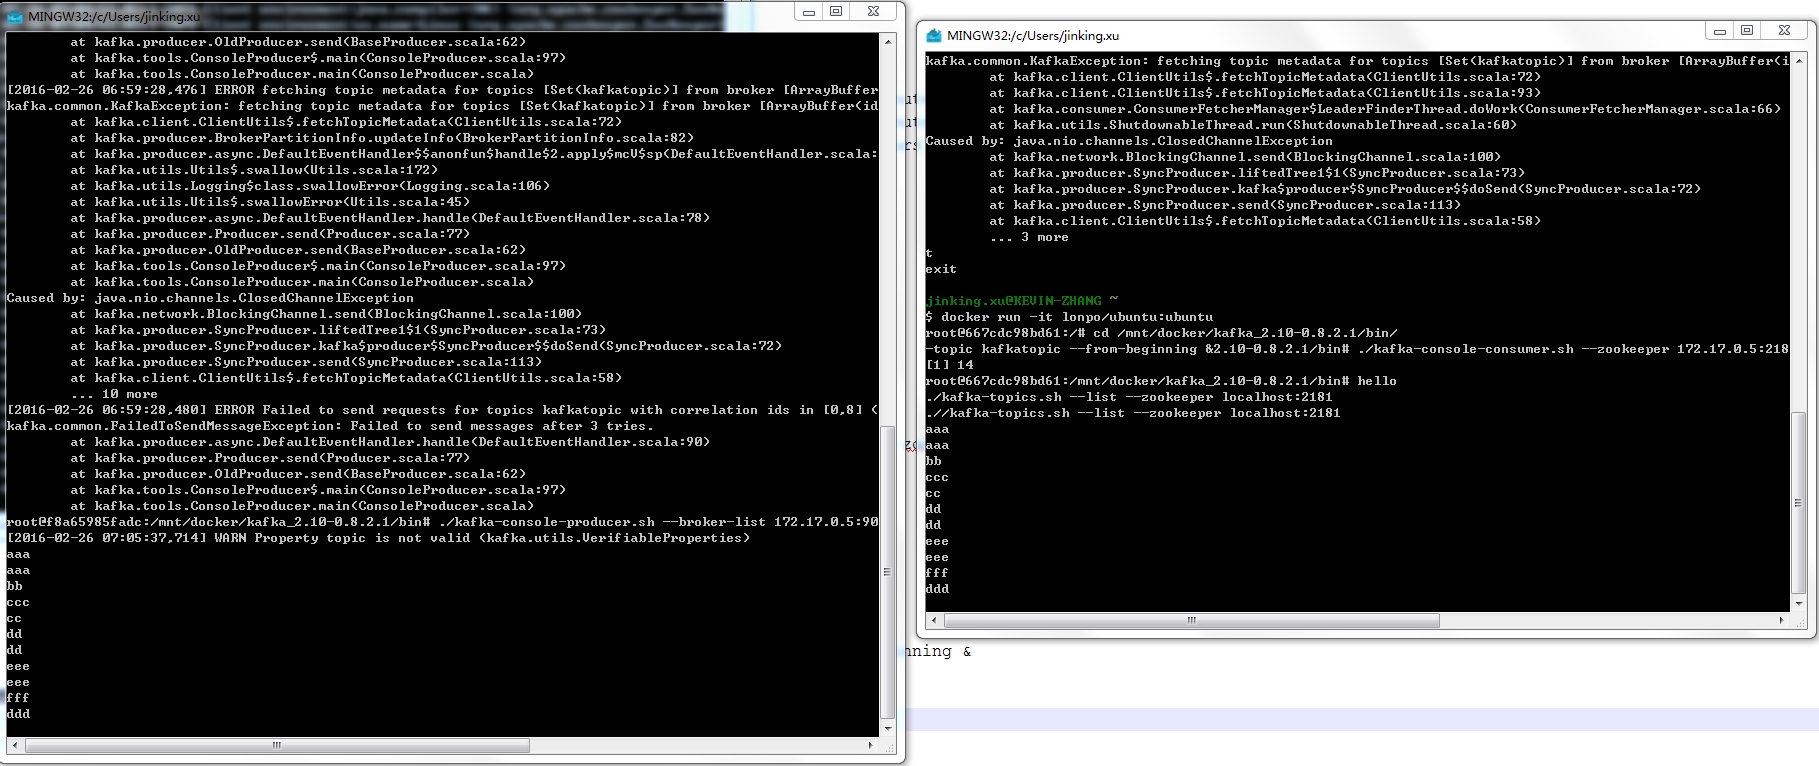 MINGW32:/c/Users/jinking.xu
        at kafka.producer.OldProducer.send(BaseProducer.scala:62)
        at kafka.tools.ConsoleProducer$.main(ConsoleProducer.scala:97)
        at kafka.tools.ConsoleProducer.main(ConsoleProducer.scala)
[2016-02-26 06:59:28,476] ERROR fetching topic metadata for topics [Set(kafkatopic)] from broker [ArrayBuffer
kafka.common.KafkaException: fetching topic metadata for topics [Set(kafkatopic)] from broker [ArrayBuffer(id
        at kafka.client.ClientUtils$.fetchTopicMetadata(ClientUtils.scala:72)
        at kafka.producer.BrokerPartitionInfo.updateInfo(BrokerPartitionInfo.scala:82)
        at kafka.producer.async.DefaultEventHandler$$anonfun$handle$2.apply$mcV$sp(DefaultEventHandler.scala:
        at kafka.utils.Utils$.swallow(Utils.scala:172)
        at kafka.utils.Logging$class.swallowError(Logging.scala:106)
        at kafka.utils.Utils$.swallowError(Utils.scala:45)
        at kafka.producer.async.DefaultEventHandler.handle(DefaultEventHandler.scala:78)
        at kafka.producer.Producer.send(Producer.scala:77)
        at kafka.producer.OldProducer.send(BaseProducer.scala:62)
        at kafka.tools.ConsoleProducer$.main(ConsoleProducer.scala:97)
        at kafka.tools.ConsoleProducer.main(ConsoleProducer.scala)
Caused by: java.nio.channels.ClosedChannelException
        at kafka.network.BlockingChannel.send(BlockingChannel.scala:100)
        at kafka.producer.SyncProducer.liftedTree1$1(SyncProducer.scala:73)
        at kafka.producer.SyncProducer.kafka$producer$SyncProducer$$doSend(SyncProducer.scala:72)
        at kafka.producer.SyncProducer.send(SyncProducer.scala:113)
        at kafka.client.ClientUtils$.fetchTopicMetadata(ClientUtils.scala:58)
        ... 10 more
[2016-02-26 06:59:28,480] ERROR Failed to send requests for topics kafkatopic with correlation ids in [0,8] (
kafka.common.FailedToSendMessageException: Failed to send messages after 3 tries.
        at kafka.producer.async.DefaultEventHandler.handle(DefaultEventHandler.scala:90)
        at kafka.producer.Producer.send(Producer.scala:77)
        at kafka.producer.OldProducer.send(BaseProducer.scala:62)
        at kafka.tools.ConsoleProducer$.main(ConsoleProducer.scala:97)
        at kafka.tools.ConsoleProducer.main(ConsoleProducer.scala)
root@f8a65985fadc:/mnt/docker/kafka_2.10-0.8.2.1/bin# ./kafka-console-producer.sh --broker-list 172.17.0.5:90
[2016-02-26 07:05:37,714] WARN Property topic is not valid (kafka.utils.VerifiableProperties)
aaa
aaa
bb
ccc
cc
dd
dd
eee
eee
fff
ddd
MINGW32:/c/Users/jinking.xu
kafka.common.KafkaException: fetching topic metadata for topics [Set(kafkatopic)] from broker [ArrayBuffer(i
        at kafka.client.ClientUtils$.fetchTopicMetadata(ClientUtils.scala:72)
        at kafka.client.ClientUtils$.fetchTopicMetadata(ClientUtils.scala:93)
        at kafka.consumer.ConsumerFetcherManager$LeaderFinderThread.doWork(ConsumerFetcherManager.scala:66)
        at kafka.utils.ShutdownableThread.run(ShutdownableThread.scala:60)
Caused by: java.nio.channels.ClosedChannelException
        at kafka.network.BlockingChannel.send(BlockingChannel.scala:100)
        at kafka.producer.SyncProducer.liftedTree1$1(SyncProducer.scala:73)
        at kafka.producer.SyncProducer.kafka$producer$SyncProducer$$doSend(SyncProducer.scala:72)
        at kafka.producer.SyncProducer.send(SyncProducer.scala:113)
        at kafka.client.ClientUtils$.fetchTopicMetadata(ClientUtils.scala:58)
        ... 3 more
t
exit
jinking.xu@KEVIN-ZHANG ~
$ docker run -it lonpo/ubuntu:ubuntu
root@667cdc98bd61:/# cd /mnt/docker/kafka_2.10-0.8.2.1/bin/
-topic kafkatopic --from-beginning &2.10-0.8.2.1/bin# ./kafka-console-consumer.sh --zookeeper 172.17.0.5:218
[1] 14
root@667cdc98bd61:/mnt/docker/kafka_2.10-0.8.2.1/bin# hello
./kafka-topics.sh --list --zookeeper localhost:2181
.//kafka-topics.sh --list --zookeeper localhost:2181
aaa
aaa
bb
ccc
cc
dd
dd
eee
eee
fff
ddd
nning &